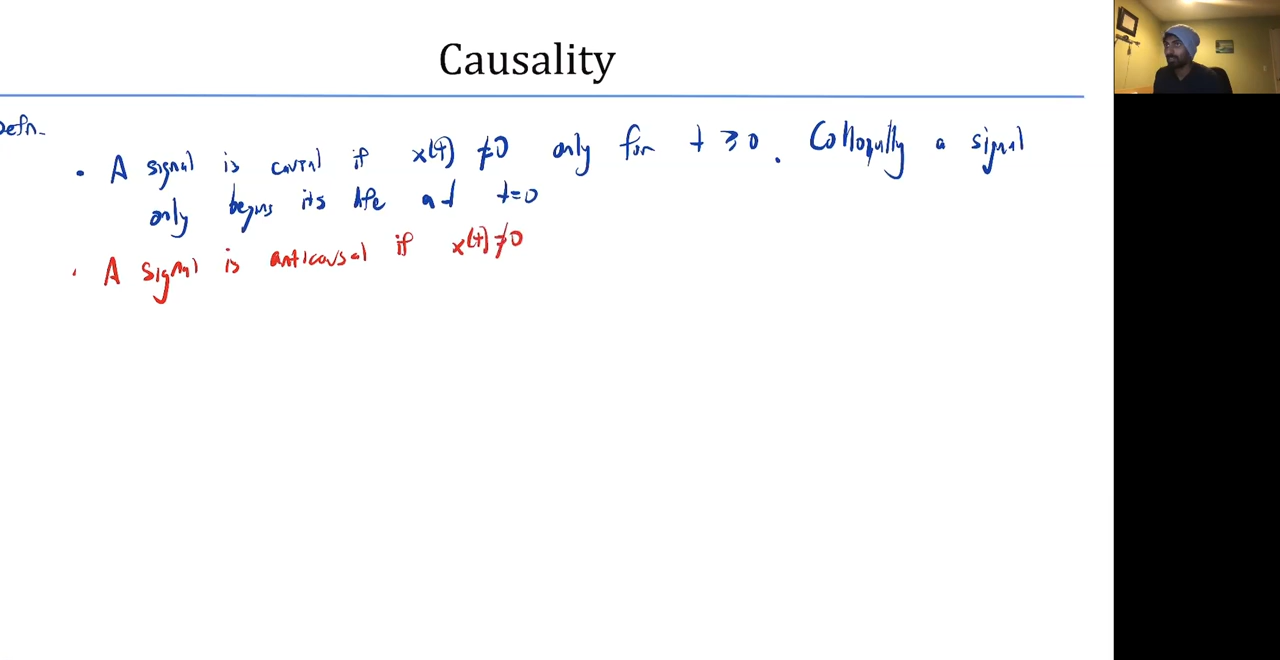 Causality
Defn.
• A signal is causal if x(t) ≠0 only for t ≥0. Colloqually a signal
only begins its life at t=0
• A signal is anticausal if x(t)≠0